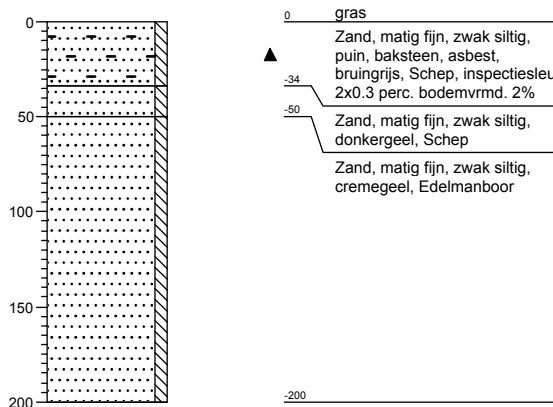 0
50
100
150
200
0
gras
Zand, matig fijn, zwak siltig,
puin, baksteen, asbest,
bruingrijs, Schep, inspectiesleu
-34
2x0.3 perc. bodemvrmd. 2%
-50
Zand, matig fijn, zwak siltig,
donkergeel, Schep
Zand, matig fijn, zwak siltig,
cremegeel, Edelmanboor
-200